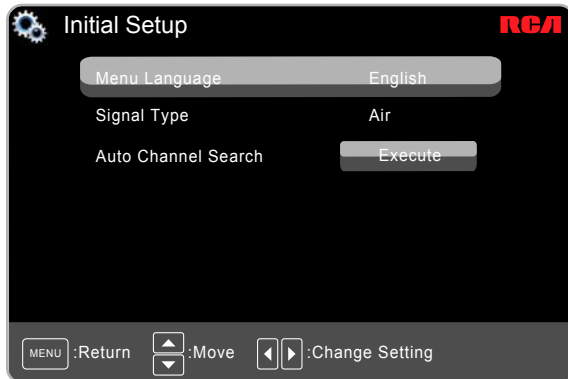 Initial Setup RCA
Menu Language English
Signal Type Air
Auto Channel Search Execute
MENU :Return :Move :Change Setting